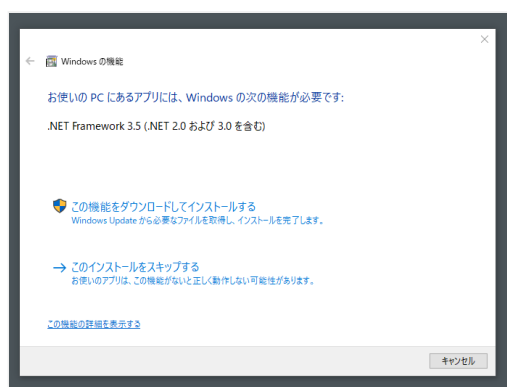 Windows の機能
お使いの PC にあるアプリには、Windows の次の機能が必要です:
.NET Framework 3.5 (.NET 2.0 および 3.0 を含む)
この機能をダウンロードしてインストールする
Windows Update から必要なファイルを取得し、インストールを完了します。
このインストールをスキップする
お使いのアプリは、この機能がないと正しく動作しない可能性があります。
この機能の詳細を表示する
キャンセル